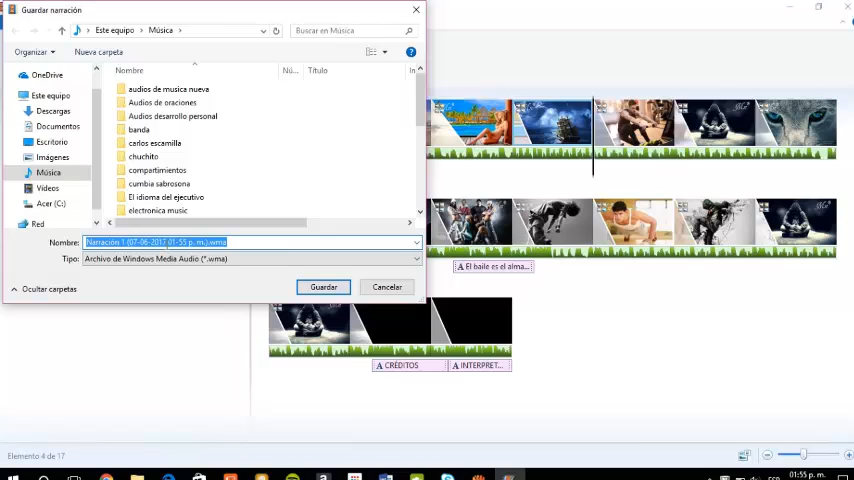 Guardar narración
Este equipo
Música
Buscar en Música
Organizar
Nueva carpeta
Nombre
Nú...
Título
In
OneDrive
Este equipo
Descargas
Documentos
Escritorio
Imágenes
Música
Vídeos
Acer (C:)
Red
audios de musica nueva
Audios de oraciones
Audios desarrollo personal
banda
carlos escamilla
chuchito
compartimientos
cumbia sabrosona
El idioma del ejecutivo
electronica music
Nombre: Narración 1 (07-06-2017 01-55 p. m.).wma
Tipo: Archivo de Windows Media Audio (*.wma)
Ocultar carpetas
Guardar
Cancelar
A El baile es el alma...
A CRÉDITOS
A INTERPRET...
Elemento 4 de 17
01:55 p. m.